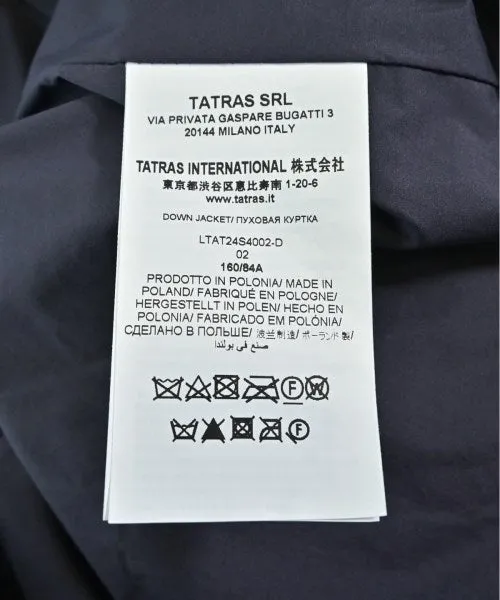 TATRAS SRL
VIA PRIVATA GASPARE BUGATTI 3
20144 MILANO ITALY
TATRAS INTERNATIONAL 株式会社
東京都渋谷区恵比寿南 1-20-6
www.tatras.it
DOWN JACKET/ ПУХОВАЯ КУРТКА
LTAT24S4002-D
02
160/84A
PRODOTTO IN POLONIA/ MADE IN
POLAND/ FABRIQUÉ EN POLOGNE/
HERGESTELLT IN POLEN/ HECHO EN
POLONIA/ FABRICADO EM POLÓNIA/
СДЕЛАНО В ПОЛЬШЕ/ 波兰制造/ ポーランド製/
صنع في بولندا
F W
F